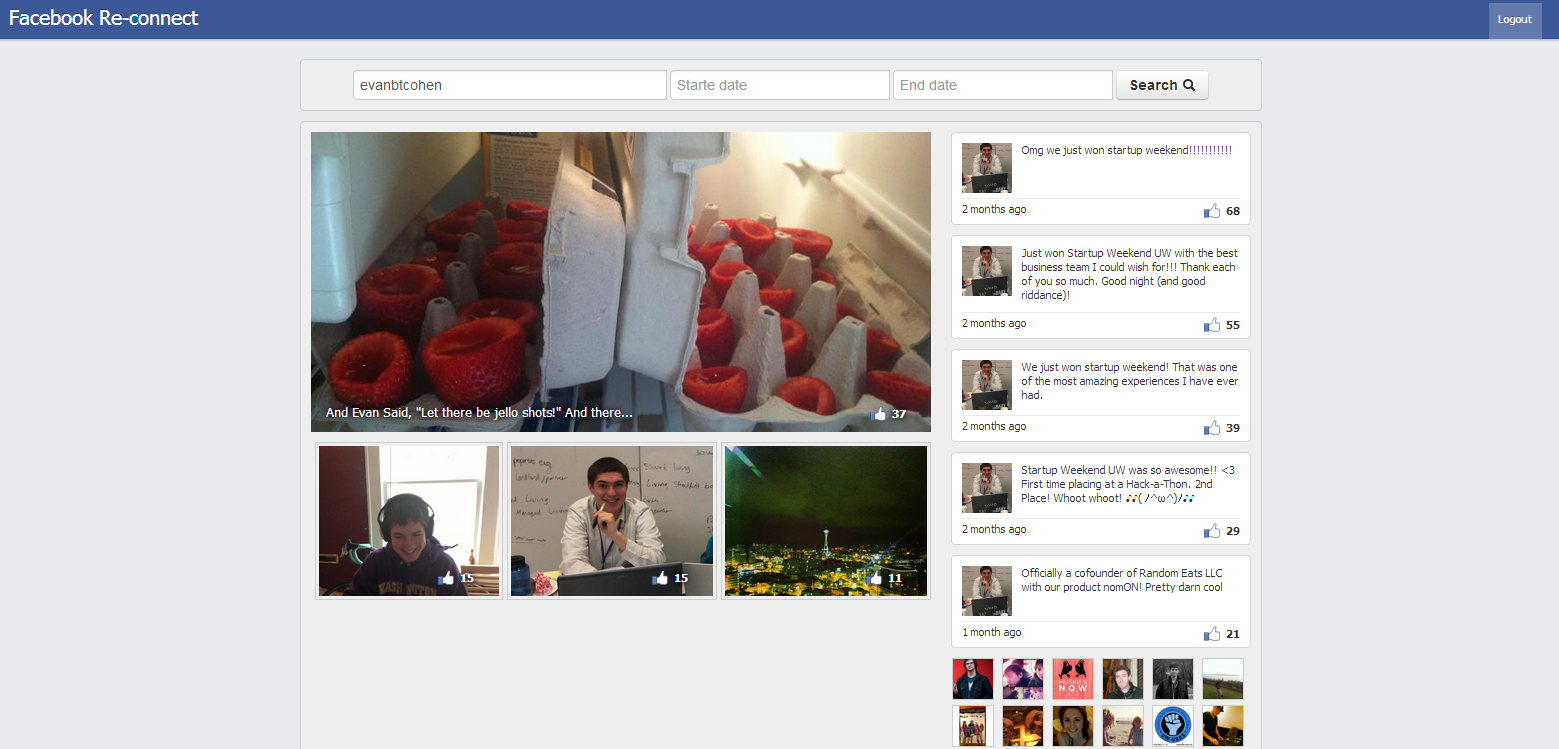 Facebook Re-connect
Logout
evanbtcohen
Starte date
End date
Search
And Evan Said, "Let there be jello shots!" And there...
37
15
15
11
Omg we just won startup weekend!!!!!!!!!!!
2 months ago
68
Just won Startup Weekend UW with the best
business team I could wish for!!! Thank each
of you so much. Good night (and good
riddance)!
2 months ago
55
We just won startup weekend! That was one
of the most amazing experiences I have ever
had.
2 months ago
39
Startup Weekend UW was so awesome!! <3
First time placing at a Hack-a-Thon. 2nd
Place! Whoot whoot! ♪♪( ﾉ^ω^)ﾉ♪♪
2 months ago
29
Officially a cofounder of Random Eats LLC
with our product nomON! Pretty darn cool
1 month ago
21
HUSKIES
NOW